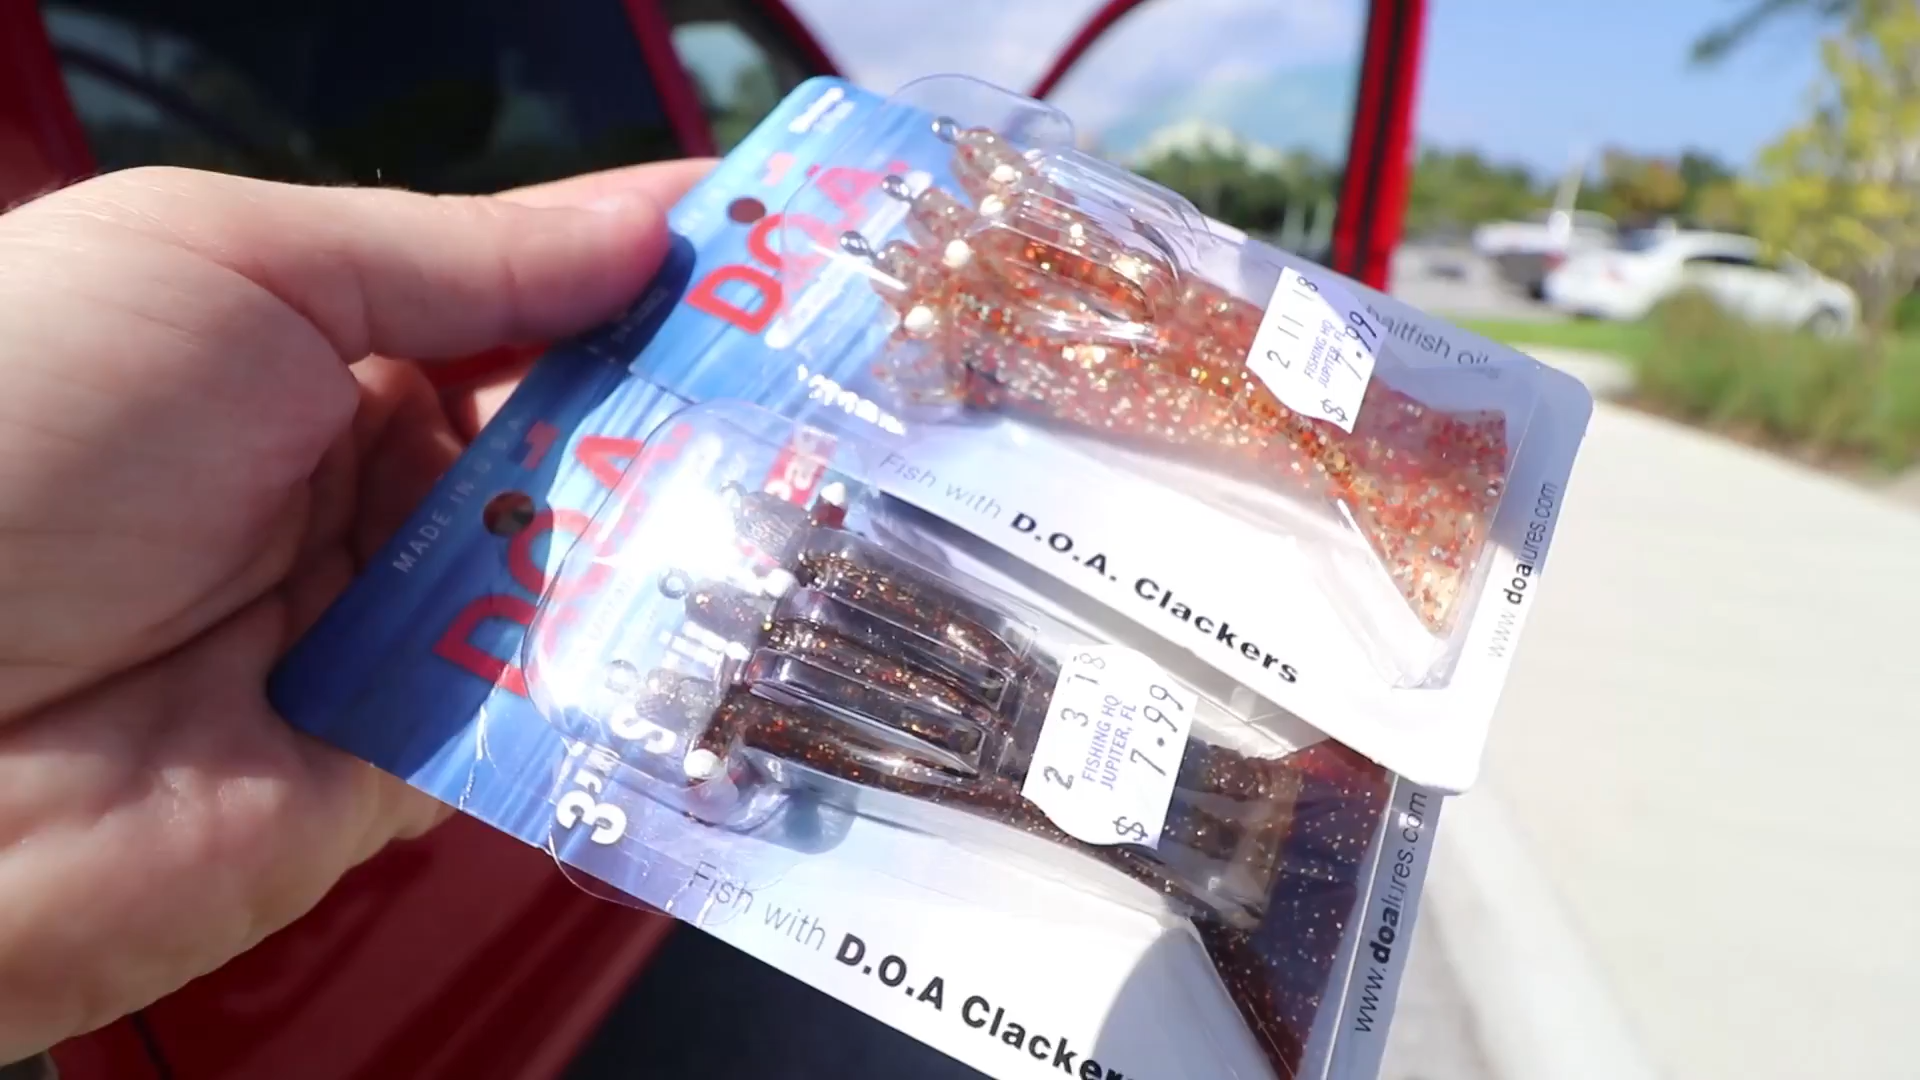 D.O.A.
baitfish oils
2 11 18
FISHING HQ
JUPITER, FL
$ 7.99
Fish with D.O.A. Clackers
www.doalures.com
MADE IN U.S.A.
D.O.A.
3"
2 3 18
FISHING HQ
JUPITER, FL
$ 7.99
Fish with D.O.A Clackers
www.doalures.com